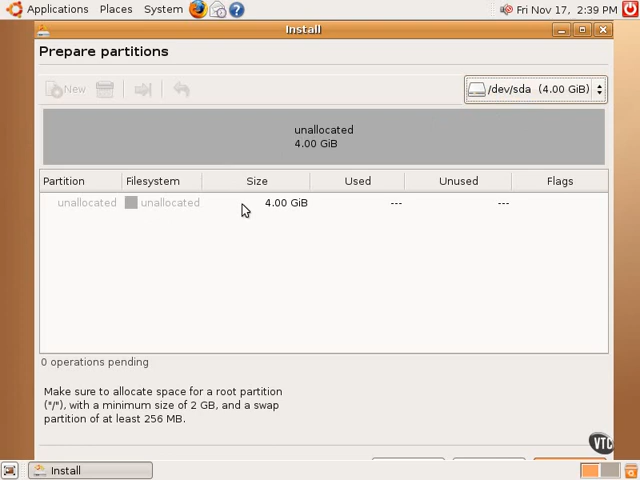 Applications Places System Fri Nov 17, 2:39 PM
Install
Prepare partitions
New /dev/sda (4.00 GiB)
unallocated
4.00 GiB
Partition Filesystem Size Used Unused Flags
unallocated unallocated 4.00 GiB --- ---
0 operations pending
Make sure to allocate space for a root partition
("/"), with a minimum size of 2 GB, and a swap
partition of at least 256 MB.
VTC
Install